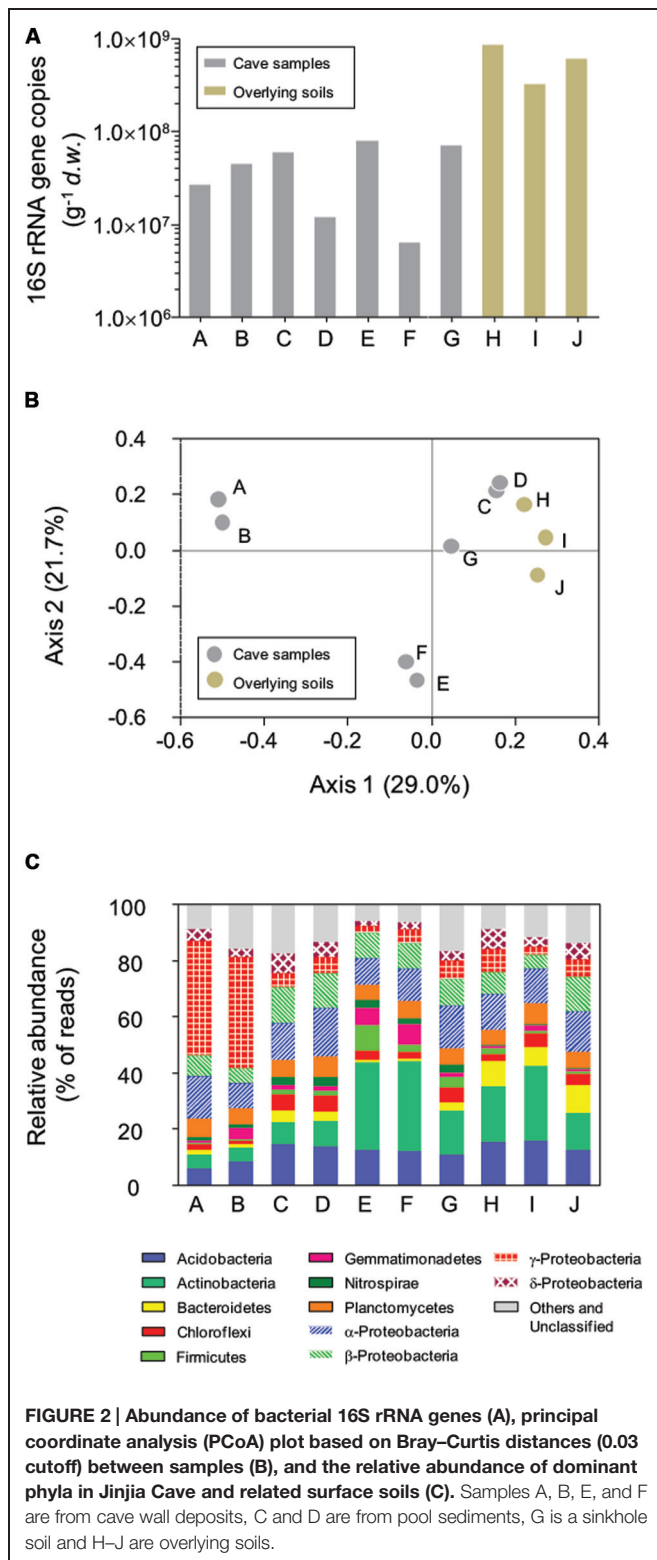 A
1.0×10⁹
1.0×10⁸
1.0×10⁷
1.0×10⁶
16S rRNA gene copies
(g⁻¹ d.w.)
Cave samples
Overlying soils
A B C D E F G H I J
B
0.4
0.2
0.0
-0.2
-0.4
-0.6
Axis 2 (21.7%)
A
B
C
D
H
I
G
J
F
E
Cave samples
Overlying soils
-0.6 -0.4 -0.2 0.0 0.2 0.4
Axis 1 (29.0%)
C
100
80
60
40
20
0
Relative abundance
(% of reads)
A B C D E F G H I J
Acidobacteria
Actinobacteria
Bacteroidetes
Chloroflexi
Firmicutes
Gemmatimonadetes
Nitrospirae
Planctomycetes
α-Proteobacteria
β-Proteobacteria
γ-Proteobacteria
δ-Proteobacteria
Others and
Unclassified
FIGURE 2 | Abundance of bacterial 16S rRNA genes (A), principal
coordinate analysis (PCoA) plot based on Bray–Curtis distances (0.03
cutoff) between samples (B), and the relative abundance of dominant
phyla in Jinjia Cave and related surface soils (C). Samples A, B, E, and F
are from cave wall deposits, C and D are from pool sediments, G is a sinkhole
soil and H–J are overlying soils.